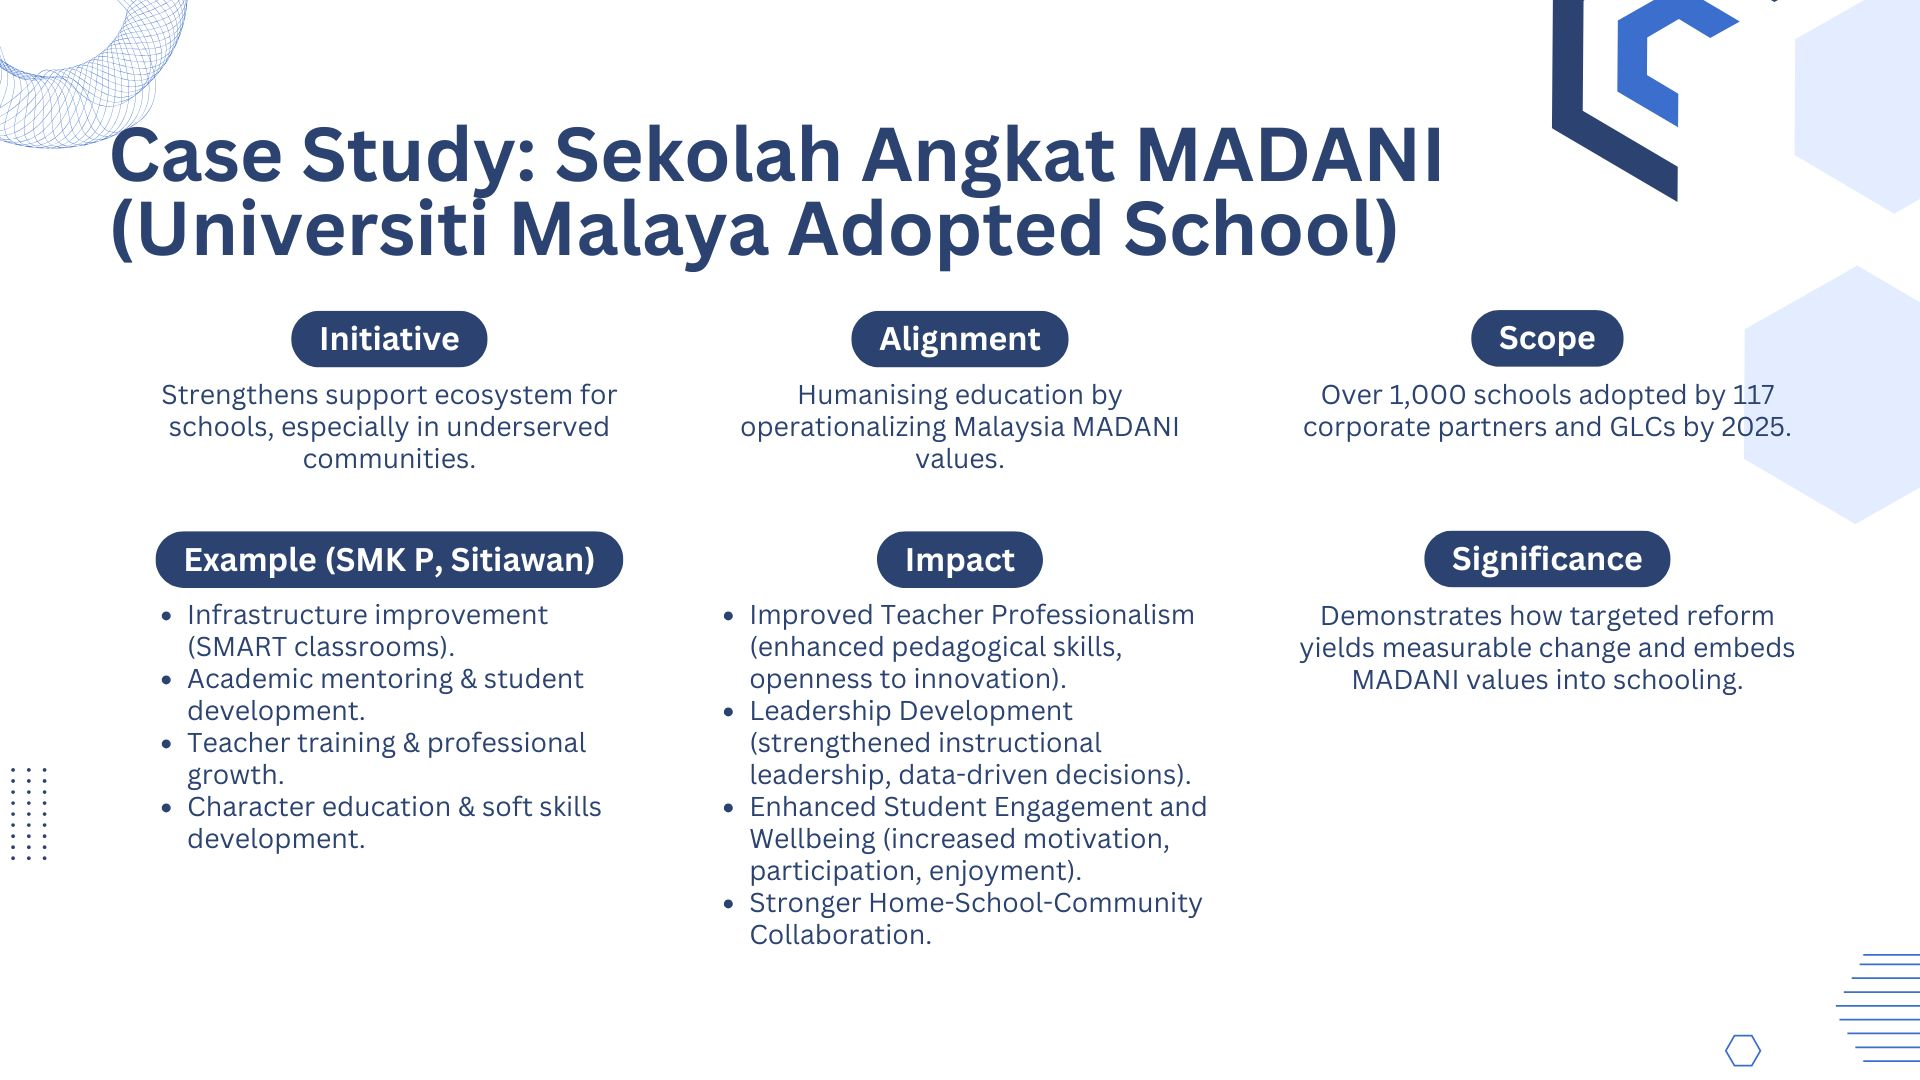 Case Study: Sekolah Angkat MADANI
(Universiti Malaya Adopted School)
Initiative
Strengthens support ecosystem for
schools, especially in underserved
communities.
Alignment
Humanising education by
operationalizing Malaysia MADANI
values.
Scope
Over 1,000 schools adopted by 117
corporate partners and GLCs by 2025.
Example (SMK P, Sitiawan)
• Infrastructure improvement
(SMART classrooms).
• Academic mentoring & student
development.
• Teacher training & professional
growth.
• Character education & soft skills
development.
Impact
• Improved Teacher Professionalism
(enhanced pedagogical skills,
openness to innovation).
• Leadership Development
(strengthened instructional
leadership, data-driven decisions).
• Enhanced Student Engagement and
Wellbeing (increased motivation,
participation, enjoyment).
• Stronger Home-School-Community
Collaboration.
Significance
Demonstrates how targeted reform
yields measurable change and embeds
MADANI values into schooling.